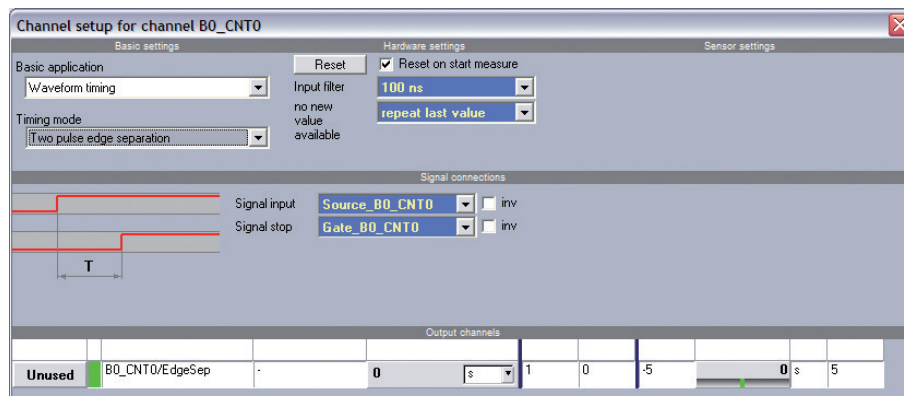 Channel setup for channel B0_CNT0
Basic settings Hardware settings Sensor settings
Basic application
Waveform timing
Timing mode
Two pulse edge separation
Reset Reset on start measure
Input filter 100 ns
no new value available repeat last value
Signal connections
Signal input Source_B0_CNT0 inv
Signal stop Gate_B0_CNT0 inv
T
Output channels
Unused B0_CNT0/EdgeSep - 0 s 1 0 -5 0 s 5